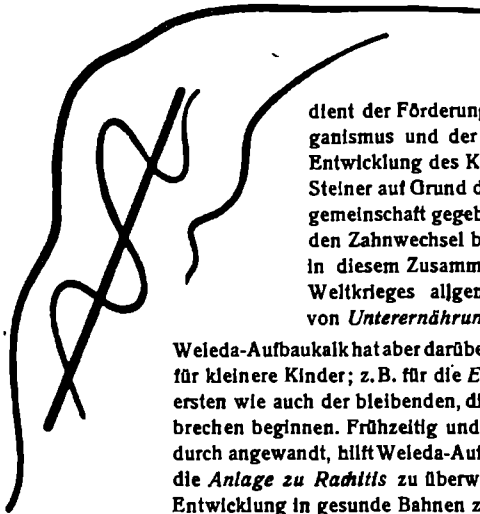 dient der Förderung
ganismus und der
Entwicklung des K
Steiner auf Grund d
gemeinschaft gegeb
den Zahnwechsel b
in diesem Zusamm
Weltkrieges allgem
von Unterernährun
Weleda-Aufbaukalk hat aber darübe
für kleinere Kinder; z.B. für die E
ersten wie auch der bleibenden, di
brechen beginnen. Frühzeitig und
durch angewandt, hilft Weleda-Auf
die Anlage zu Rachitis zu überw
Entwicklung in gesunde Bahnen z